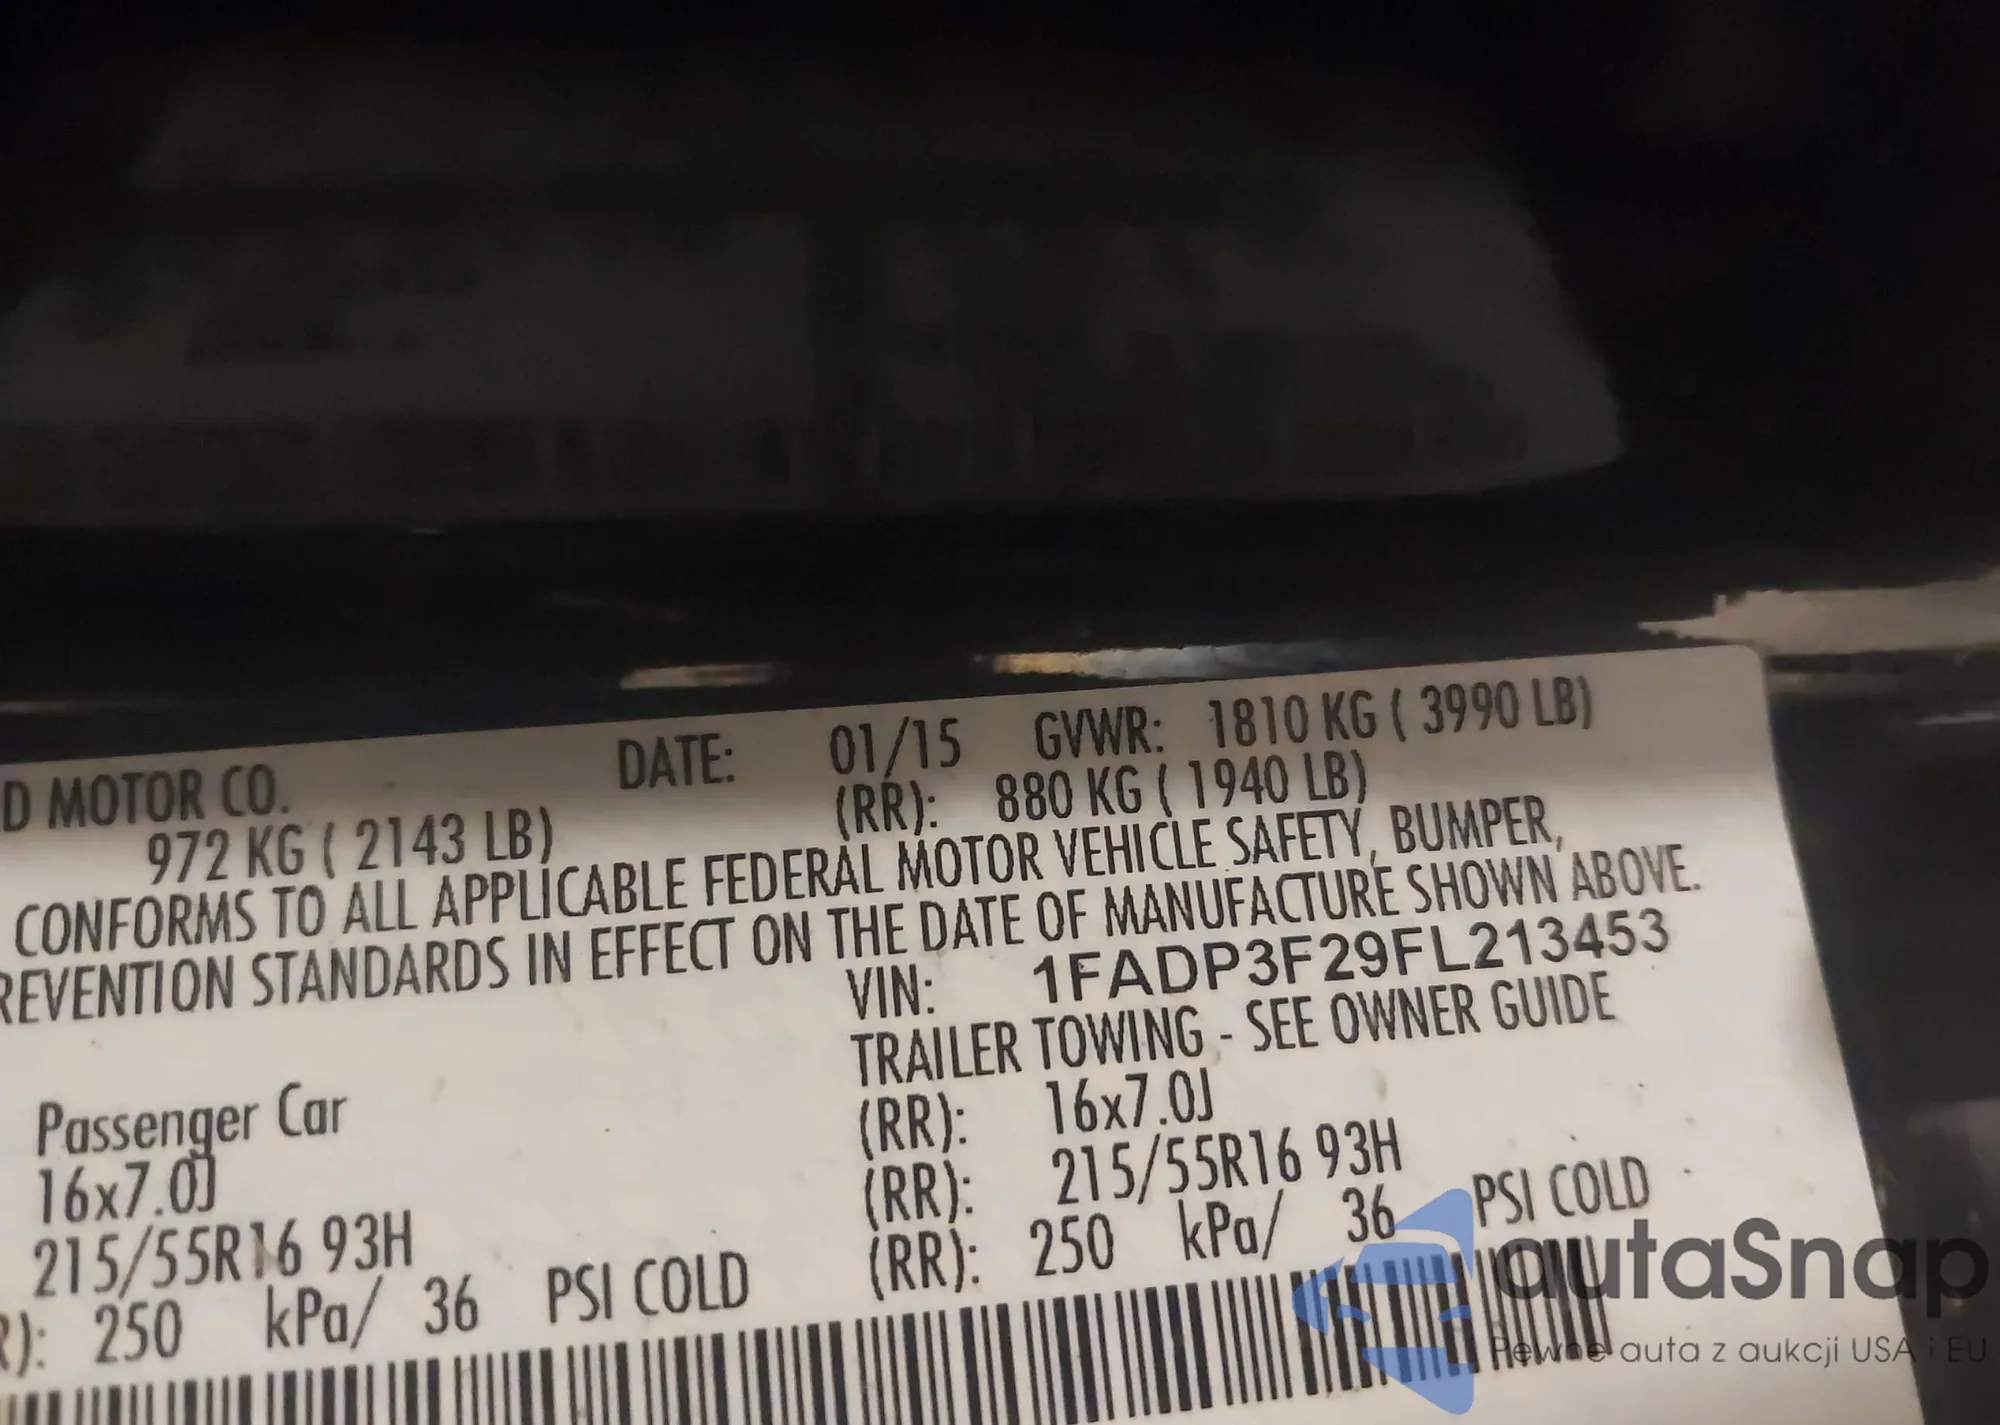 D MOTOR CO. DATE: 01/15 GVWR: 1810 KG ( 3990 LB)
972 KG ( 2143 LB) (RR): 880 KG ( 1940 LB)
CONFORMS TO ALL APPLICABLE FEDERAL MOTOR VEHICLE SAFETY, BUMPER,
REVENTION STANDARDS IN EFFECT ON THE DATE OF MANUFACTURE SHOWN ABOVE.
VIN: 1FADP3F29FL213453
TRAILER TOWING - SEE OWNER GUIDE
Passenger Car (RR): 16x7.0J
16x7.0J (RR): 215/55R16 93H
215/55R16 93H (RR): 250 kPa/ 36 PSI COLD
R): 250 kPa/ 36 PSI COLD
autaSnap
Pewne auta z aukcji USA i EU